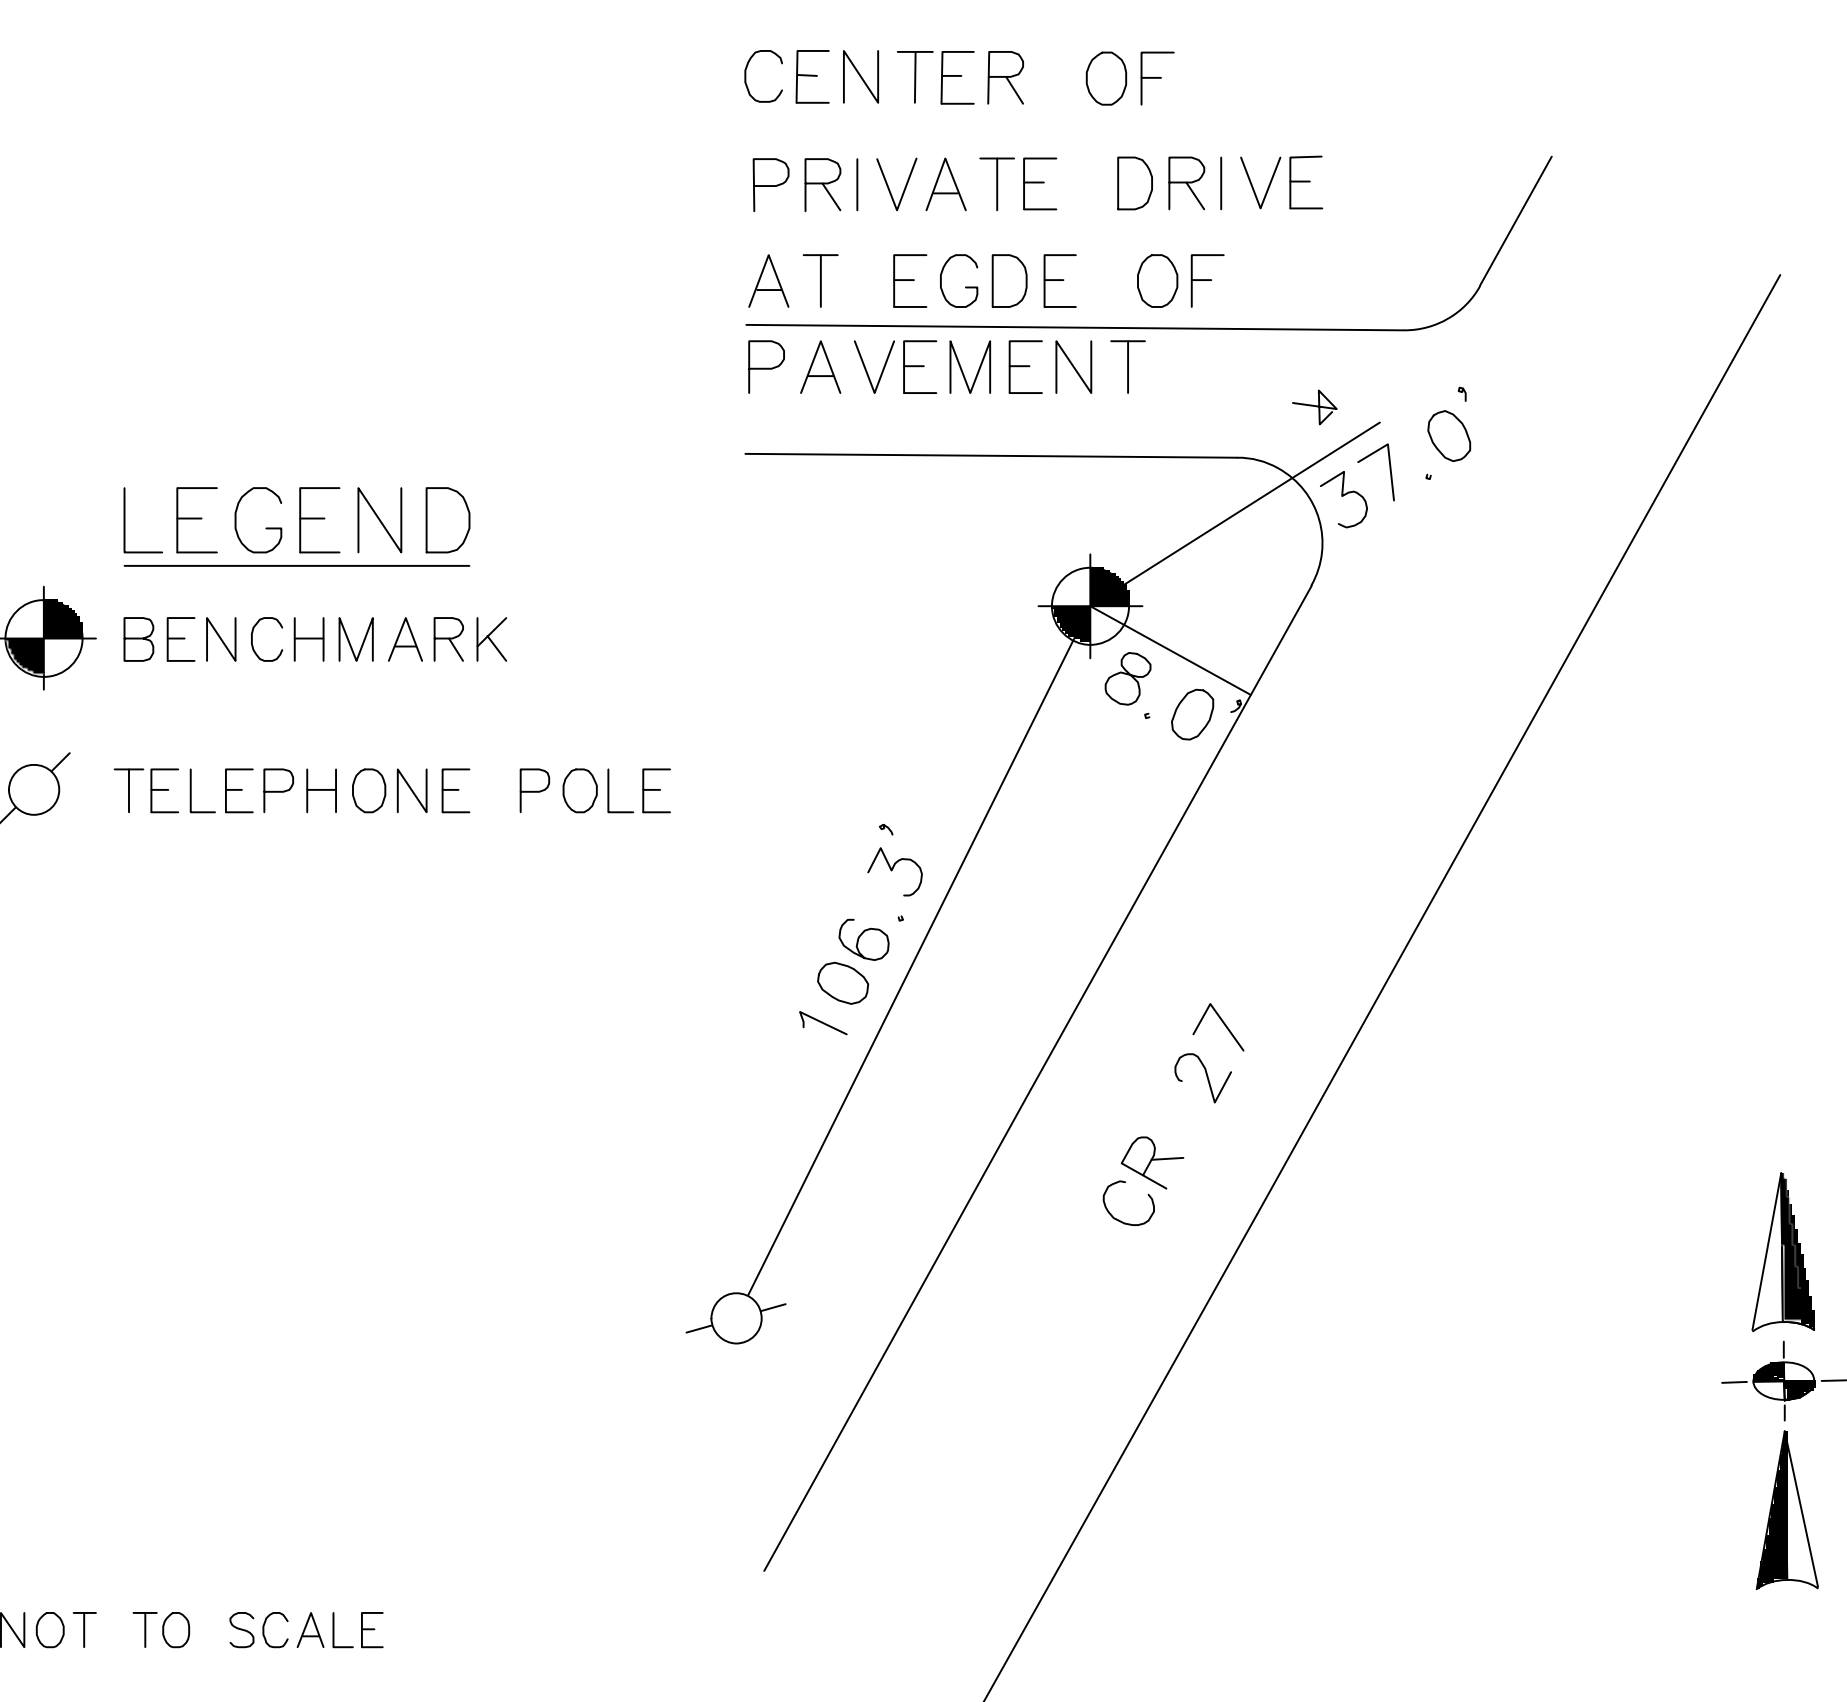 CENTER OF
PRIVATE DRIVE
AT EGDE OF
PAVEMENT
37.0'
LEGEND
BENCHMARK
8.0'
TELEPHONE POLE
106.3'
CR 27
NOT TO SCALE